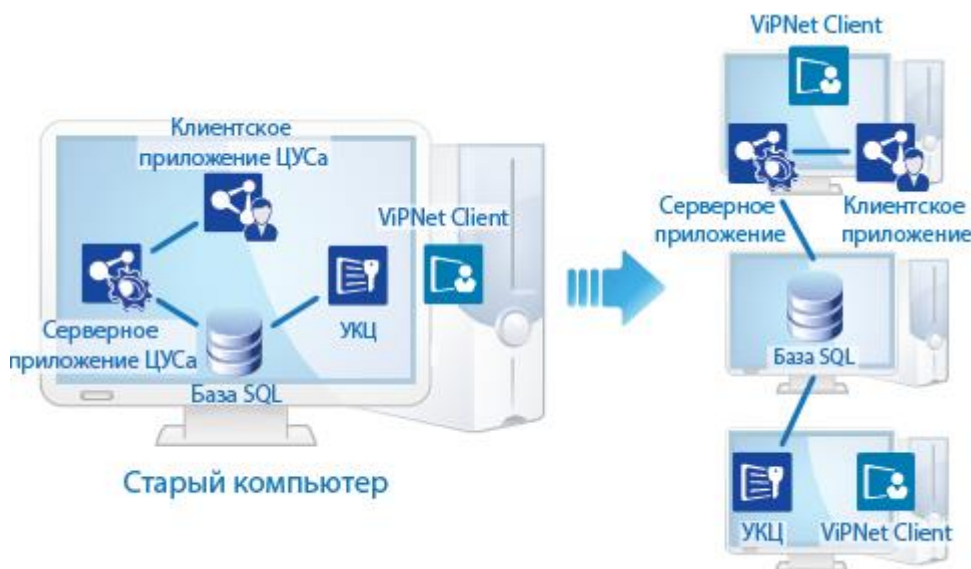 Клиентское
приложение ЦУСа
ViPNet Client
Серверное
приложение ЦУСа
База SQL
УКЦ
Старый компьютер
ViPNet Client
Серверное
приложение
Клиентское
приложение
База SQL
УКЦ
ViPNet Client